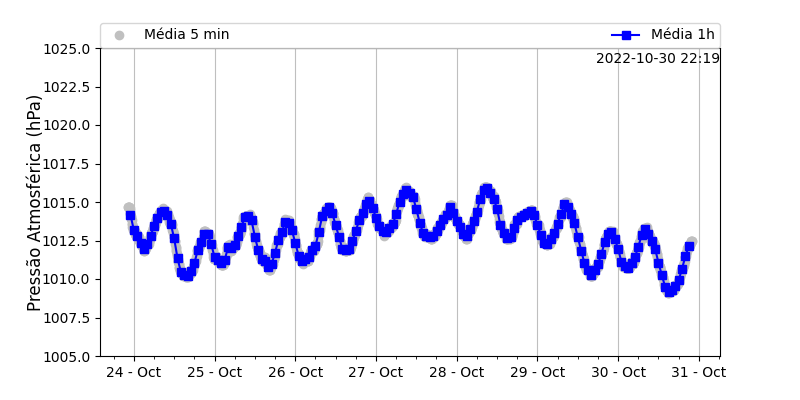 Média 5 min
Média 1h
2022-10-30 22:19
Pressão Atmosférica (hPa)
1025.0
1022.5
1020.0
1017.5
1015.0
1012.5
1010.0
1007.5
1005.0
24 - Oct
25 - Oct
26 - Oct
27 - Oct
28 - Oct
29 - Oct
30 - Oct
31 - Oct